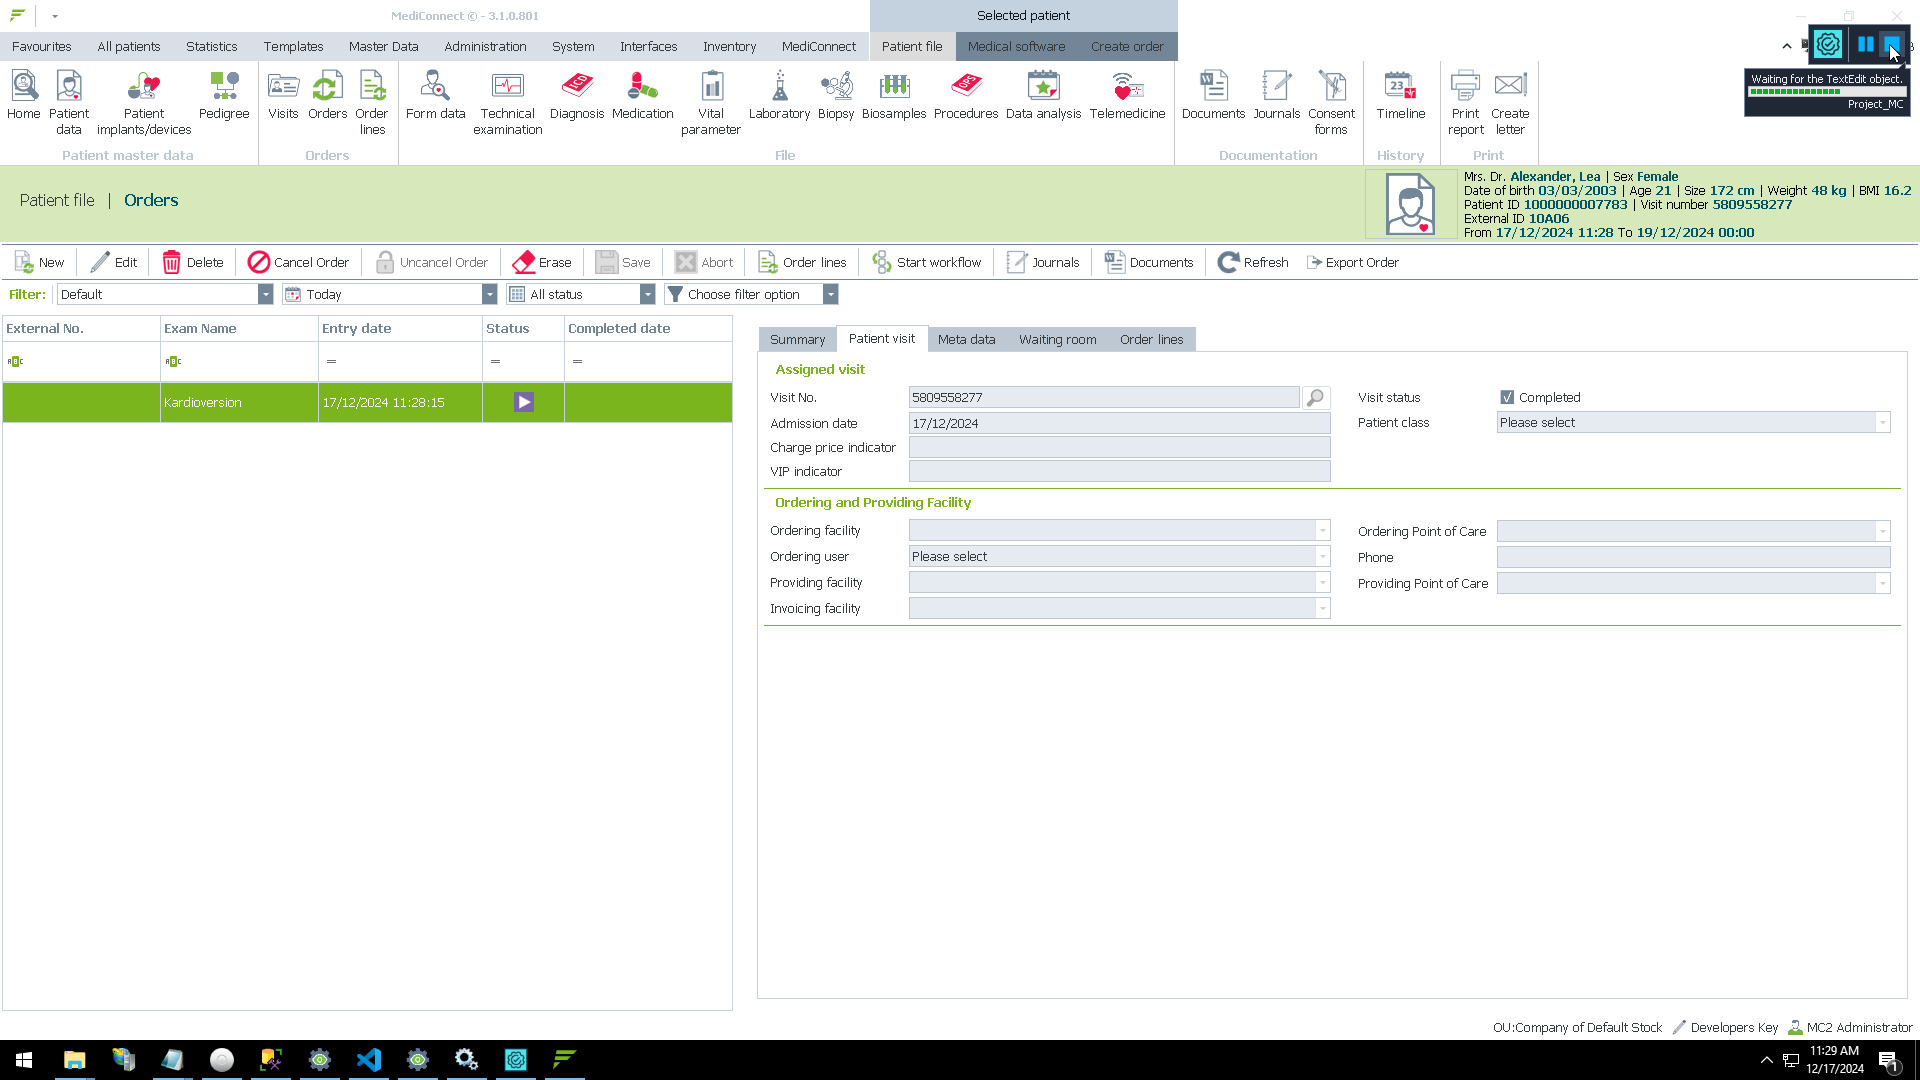 MediConnect © - 3.1.0.801
Selected patient
Favourites All patients Statistics Templates Master Data Administration System Interfaces Inventory MediConnect Patient file Medical software Create order
Waiting for the TextEdit object.
Project_MC
Home Patient data Patient implants/devices Pedigree Visits Orders Order lines Form data Technical examination Diagnosis Medication Vital parameter Laboratory Biopsy Biosamples Procedures Data analysis Telemedicine Documents Journals Consent forms Timeline Print report Create letter
Patient master data Orders File Documentation History Print
Patient file | Orders
Mrs. Dr. Alexander, Lea | Sex Female
Date of birth 03/03/2003 | Age 21 | Size 172 cm | Weight 48 kg | BMI 16.2
Patient ID 1000000007783 | Visit number 5809558277
External ID 10A06
From 17/12/2024 11:28 To 19/12/2024 00:00
New Edit Delete Cancel Order Uncancel Order Erase Save Abort Order lines Start workflow Journals Documents Refresh Export Order
Filter: Default Today All status Choose filter option
External No. Exam Name Entry date Status Completed date
Kardioversion 17/12/2024 11:28:15
Summary Patient visit Meta data Waiting room Order lines
Assigned visit
Visit No. 5809558277 Visit status Completed
Admission date 17/12/2024 Patient class Please select
Charge price indicator
VIP indicator
Ordering and Providing Facility
Ordering facility Ordering Point of Care
Ordering user Please select Phone
Providing facility Providing Point of Care
Invoicing facility
OU:Company of Default Stock Developers Key MC2 Administrator
11:29 AM
12/17/2024
1